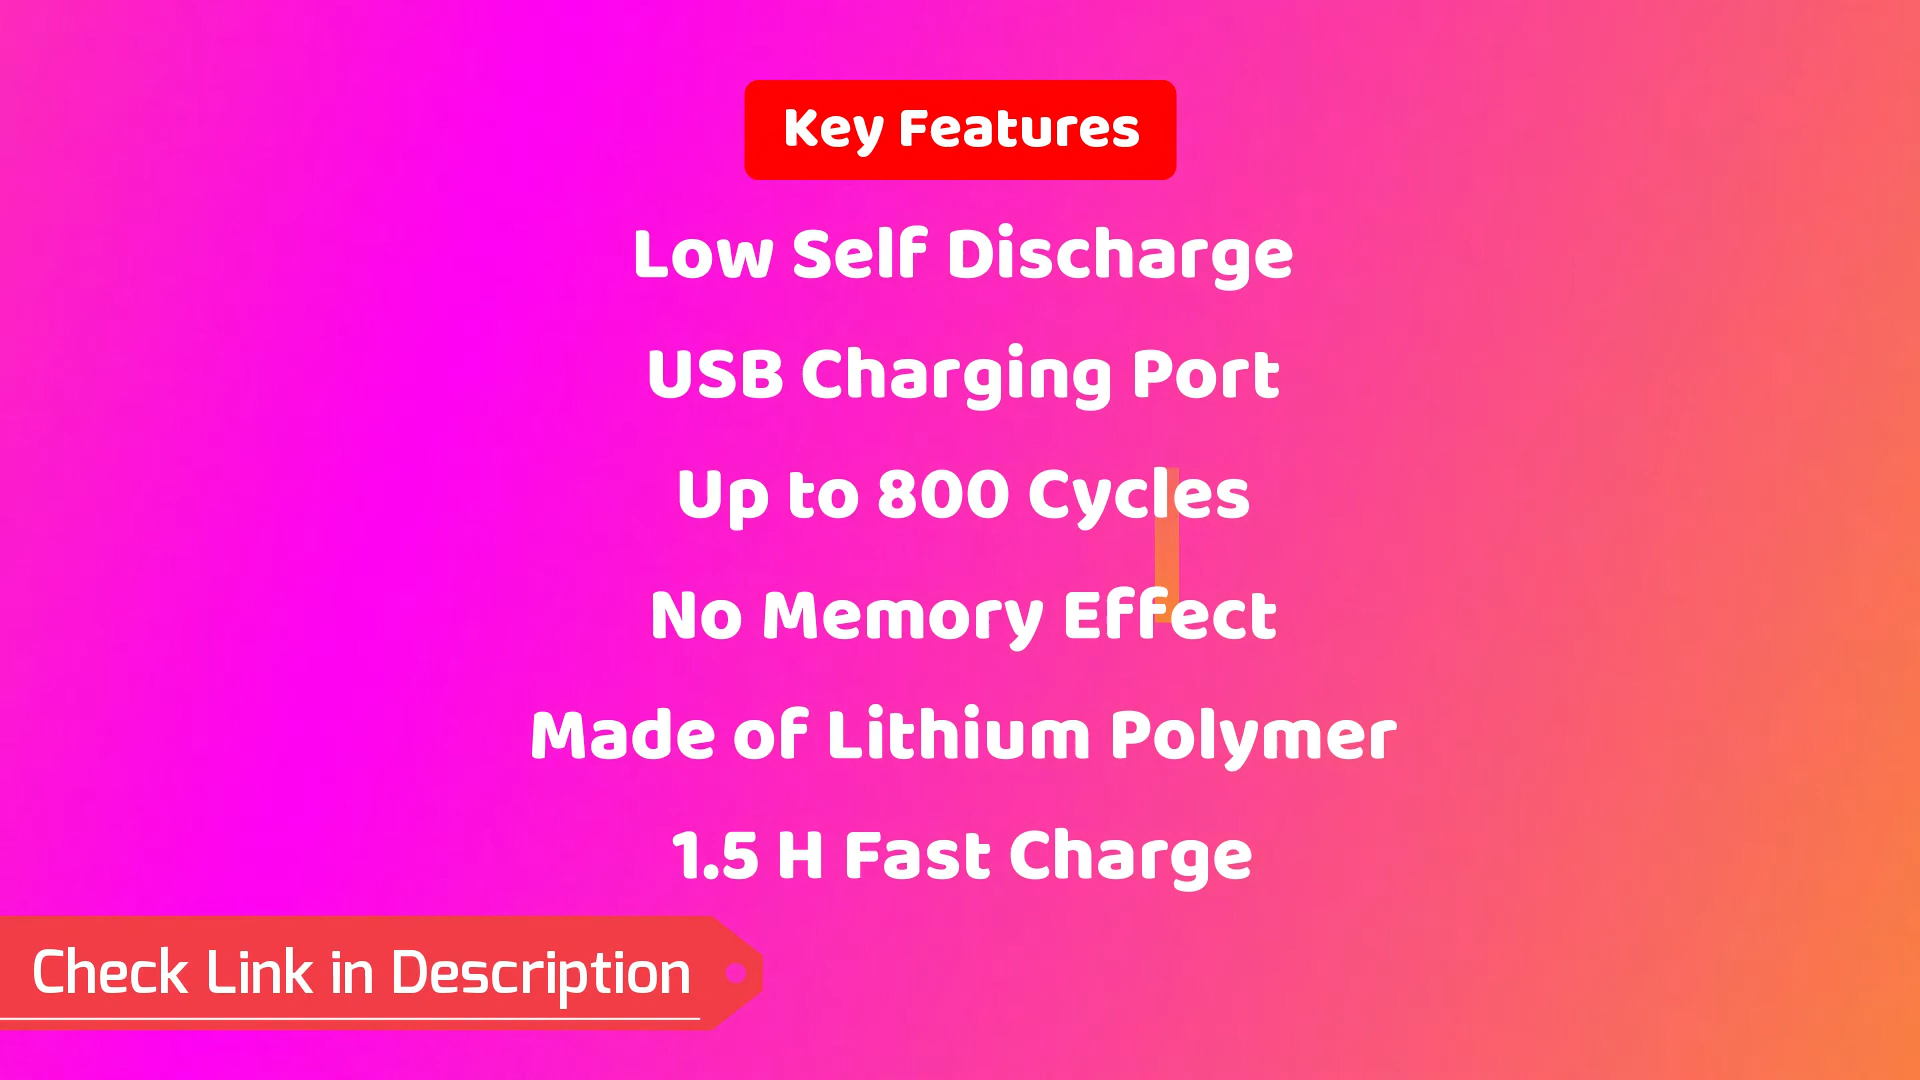 Key Features
Low Self Discharge
USB Charging Port
Up to 800 Cycles
No Memory Effect
Made of Lithium Polymer
1.5 H Fast Charge
Check Link in Description